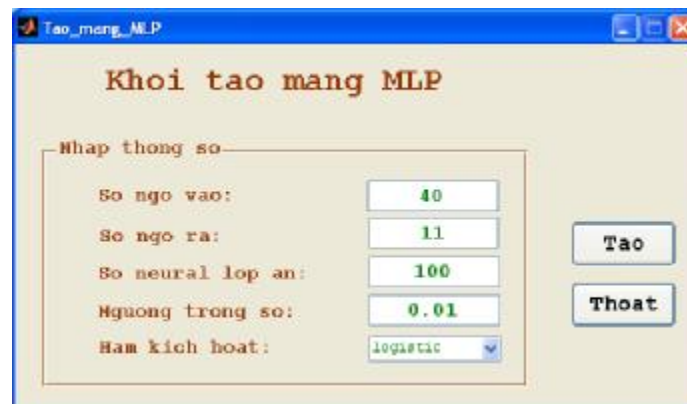 Tao_mang_MLP
Khoi tao mang MLP
Nhap thong so
So ngo vao: 40
So ngo ra: 11
So neural lop an: 100
Nguong trong so: 0.01
Ham kich hoat: logistic
Tao
Thoat